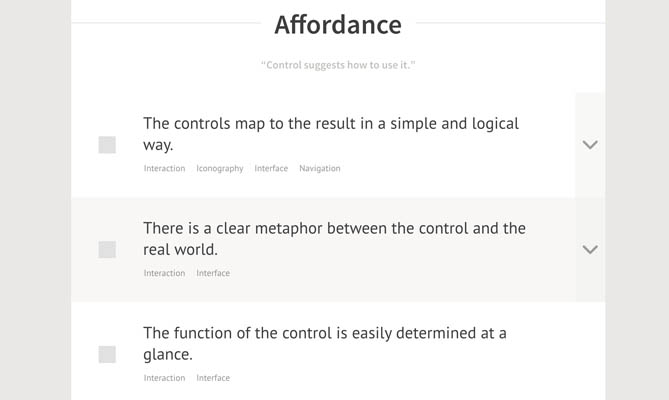 Affordance
“Control suggests how to use it.”
The controls map to the result in a simple and logical
way.
Interaction Iconography Interface Navigation
There is a clear metaphor between the control and the
real world.
Interaction Interface
The function of the control is easily determined at a
glance.
Interaction Interface